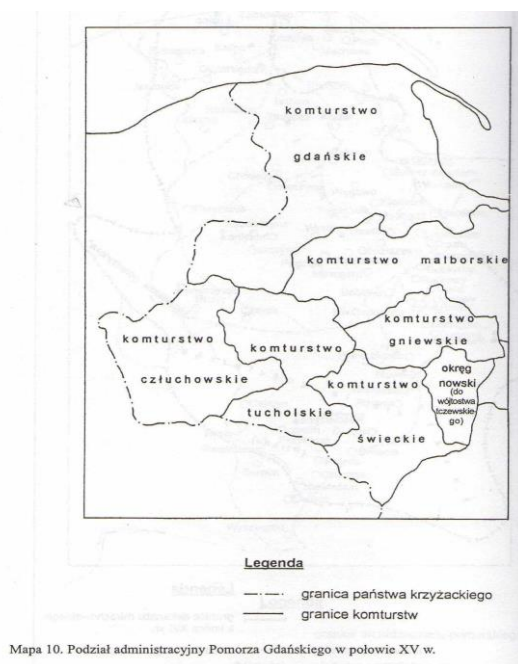 komturstwo
gdańskie
komturstwo malborskie
komturstwo
gniewskie
komturstwo
człuchowskie
komturstwo
tucholskie
komturstwo
świeckie
okręg
nowski
(do
wójtostwa
tczewskie-
go)
Legenda
granica państwa krzyżackiego
granice komturstw
Mapa 10. Podział administracyjny Pomorza Gdańskiego w połowie XV w.